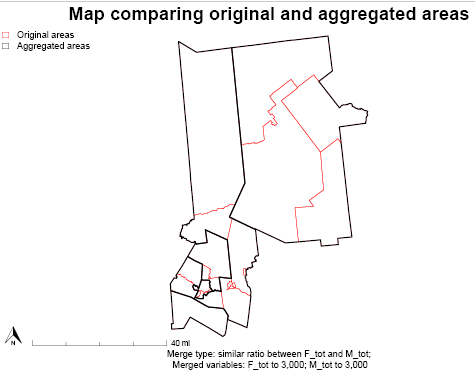 Map comparing original and aggregated areas
Original areas
Aggregated areas
N
40 mi
Merge type: similar ratio between F_tot and M_tot;
Merged variables: F_tot to 3,000; M_tot to 3,000